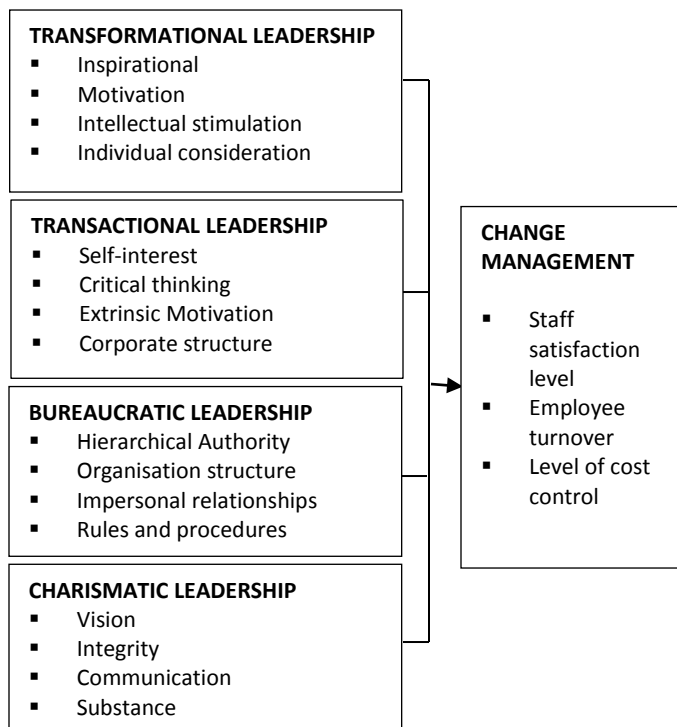 TRANSFORMATIONAL LEADERSHIP
▪ Inspirational
▪ Motivation
▪ Intellectual stimulation
▪ Individual consideration
TRANSACTIONAL LEADERSHIP
▪ Self-interest
▪ Critical thinking
▪ Extrinsic Motivation
▪ Corporate structure
BUREAUCRATIC LEADERSHIP
▪ Hierarchical Authority
▪ Organisation structure
▪ Impersonal relationships
▪ Rules and procedures
CHARISMATIC LEADERSHIP
▪ Vision
▪ Integrity
▪ Communication
▪ Substance
CHANGE
MANAGEMENT
▪ Staff
satisfaction
level
▪ Employee
turnover
▪ Level of cost
control